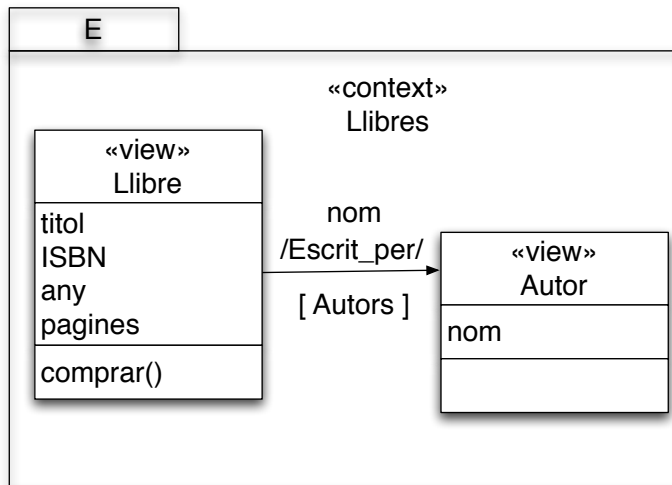 E
«context»
Llibres
«view»
Llibre
titol
ISBN
any
pagines
comprar()
nom
/Escrit_per/
[ Autors ]
«view»
Autor
nom